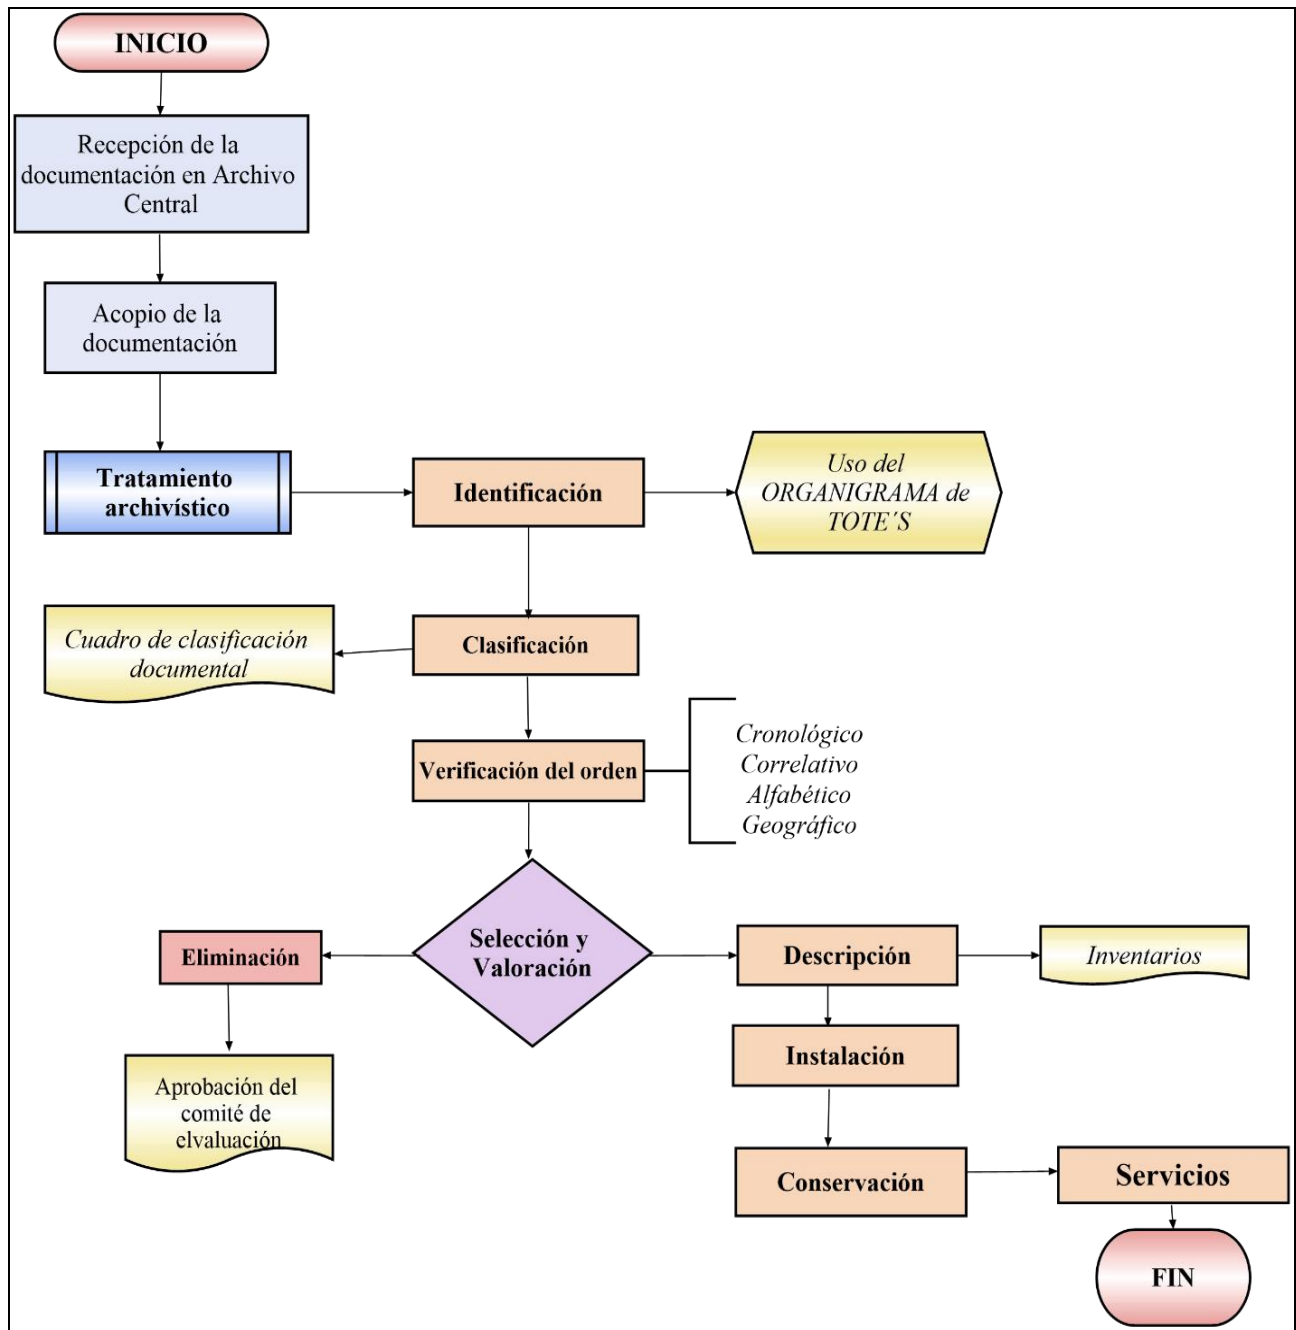 INICIO
Recepción de la
documentación en Archivo
Central
Acopio de la
documentación
Tratamiento
archivístico
Identificación
Uso del
ORGANIGRAMA de
TOTE´S
Cuadro de clasificación
documental
Clasificación
Verificación del orden
Cronológico
Correlativo
Alfabético
Geográfico
Selección y
Valoración
Eliminación
Descripción
Inventarios
Aprobación del
comité de
elvaluación
Instalación
Conservación
Servicios
FIN